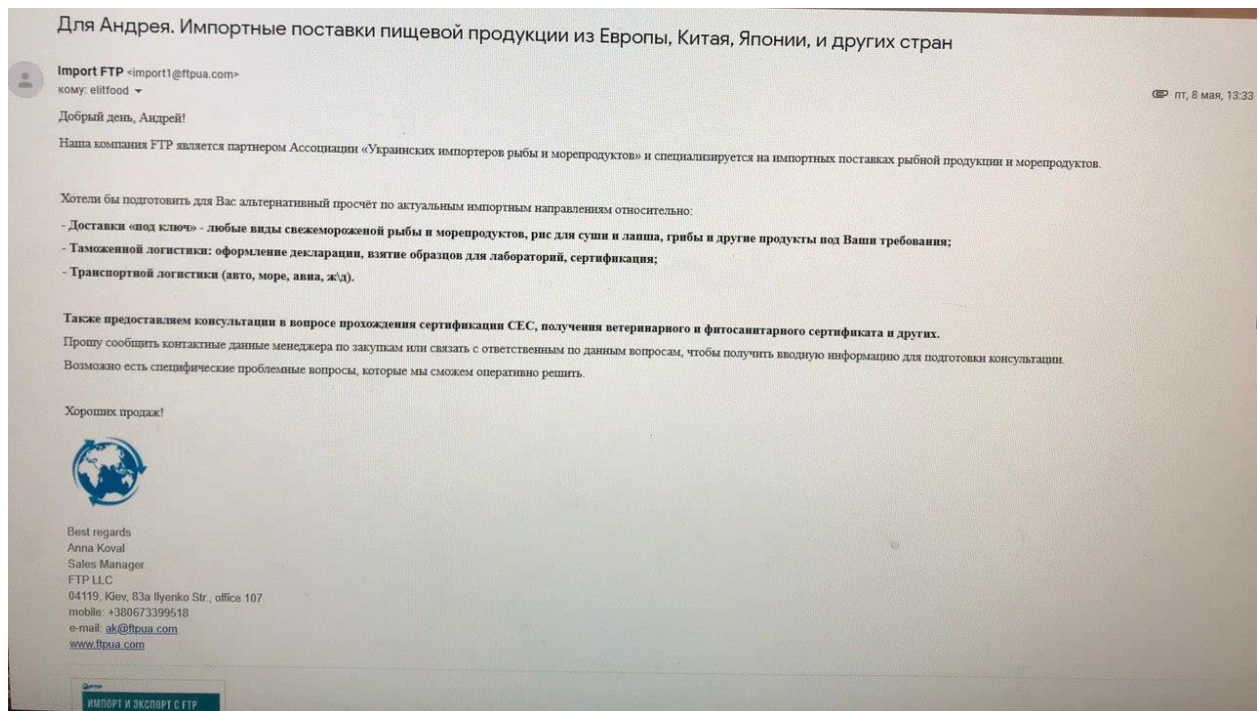 Для Андрея. Импортные поставки пищевой продукции из Европы, Китая, Японии, и других стран
Import FTP <import1@ftpua.com>
кому: elitfood
пт, 8 мая, 13:33
Добрый день, Андрей!
Наша компания FTP является партнером Ассоциации «Украинских импортеров рыбы и морепродуктов» и специализируется на импортных поставках рыбной продукции и морепродуктов.
Хотели бы подготовить для Вас альтернативный просчёт по актуальным импортным направлениям относительно:
- Доставки «под ключ» - любые виды свежемороженой рыбы и морепродуктов, рис для суши и лапша, грибы и другие продукты под Ваши требования;
- Таможенной логистики: оформление декларации, взятие образцов для лабораторий, сертификация;
- Транспортной логистики (авто, море, авиа, ж\д).
Также предоставляем консультации в вопросе прохождения сертификации СЕС, получения ветеринарного и фитосанитарного сертификата и других.
Прошу сообщить контактные данные менеджера по закупкам или связать с ответственным по данным вопросам, чтобы получить вводную информацию для подготовки консультации.
Возможно есть специфические проблемные вопросы, которые мы сможем оперативно решить.
Хороших продаж!
Best regards
Anna Koval
Sales Manager
FTP LLC
04119, Kiev, 83a Ilyenko Str., office 107
mobile: +380673399518
e-mail: ak@ftpua.com
www.ftpua.com
FTP
ИМПОРТ И ЭКСПОРТ С FTP